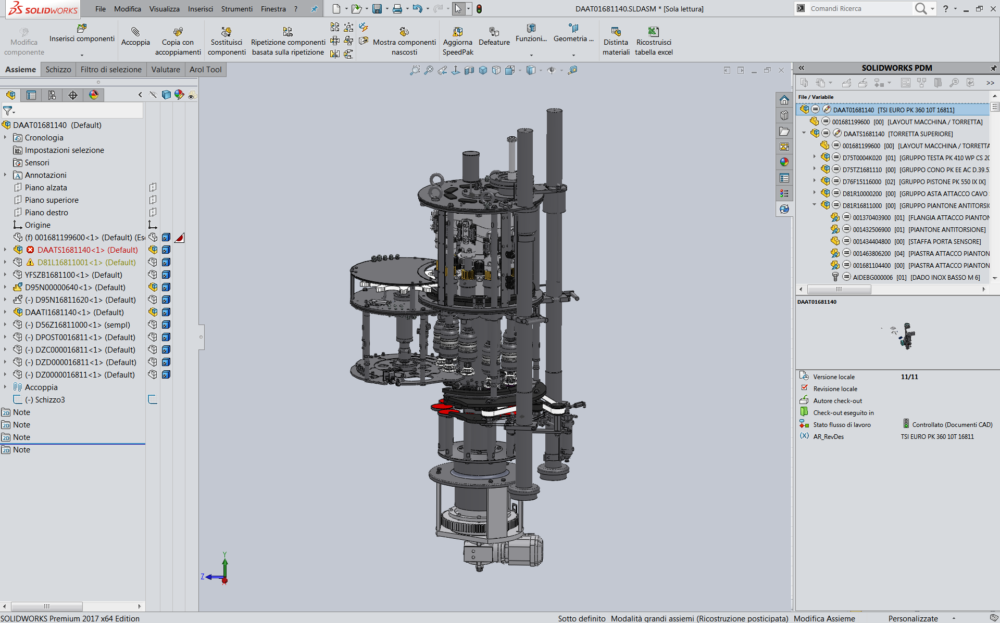 SOLIDWORKS
File Modifica Visualizza Inserisci Strumenti Finestra ?
DAAT01681140.SLDASM * [Sola lettura]
Comandi Ricerca
Modifica componente
Inserisci componenti
Accoppia
Copia con accoppiamenti
Sostituisci componenti
Ripetizione componenti basata sulla ripetizione
Mostra componenti nascosti
Aggiorna SpeedPak
Defeature
Funzioni...
Geometria ...
Distinta materiali
Ricostruisci tabella excel
Assieme Schizzo Filtro di selezione Valutare Arol Tool
DAAT01681140 (Default)
Cronologia
Impostazioni selezione
Sensori
Annotazioni
Piano alzata
Piano superiore
Piano destro
Origine
(f) 001681199600<1> (Default) (Es
DAATS1681140<1> (Default)
D81L16811001<1> (Default)
YFSZB1681100<1> (Default)
D95N00000640<1> (Default)
(-) D95N16811620<1> (Default)
DAATI1681140<1> (Default)
(-) D56Z16811000<1> (sempl)
(-) DPOST0016811<1> (Default)
(-) DZC000016811<1> (Default)
(-) DZD000016811<1> (Default)
(-) DZ0000016811<1> (Default)
Accoppia
(-) Schizzo3
2D Note
2D Note
2D Note
2D Note
Y
Z
SOLIDWORKS PDM
>>
File / Variabile
DAAT01681140 [TSI EURO PK 360 10T 16811]
001681199600 [00] [LAYOUT MACCHINA / TORRETTA]
DAATS1681140 [TORRETTA SUPERIORE]
001681199600 [00] [LAYOUT MACCHINA / TORRETTA
D75T0004K020 [01] [GRUPPO TESTA PK 410 WP CS 20
D75TZ1681110 [00] [GRUPPO CONO PK EE AC D.39.5
D76F15116000 [02] [GRUPPO PISTONE PK 550 IX IX]
D81R10000200 [00] [GRUPPO ASTA ATTACCO CAVO
D81R16811000 [00] [GRUPPO PIANTONE ANTITORSI
001370403900 [01] [FLANGIA ATTACCO PIANTON
001432506900 [01] [PIANTONE ANTITORSIONE]
001434404800 [00] [STAFFA PORTA SENSORE]
001463806200 [04] [PIASTRA ATTACCO PIANTON
001681104400 [00] [PIASTRA ATTACCO PIANTON
AIDEBG000006 [01] [DADO INOX BASSO M 6]
DAAT01681140
Versione locale 11/11
Revisione locale
Autore check-out
Check-out eseguito in
Stato flusso di lavoro Controllato (Documenti CAD)
AR_RevDes TSI EURO PK 360 10T 16811
SOLIDWORKS Premium 2017 x64 Edition
Sotto definito Modalità grandi assiemi (Ricostruzione posticipata) Modifica Assieme Personalizzate